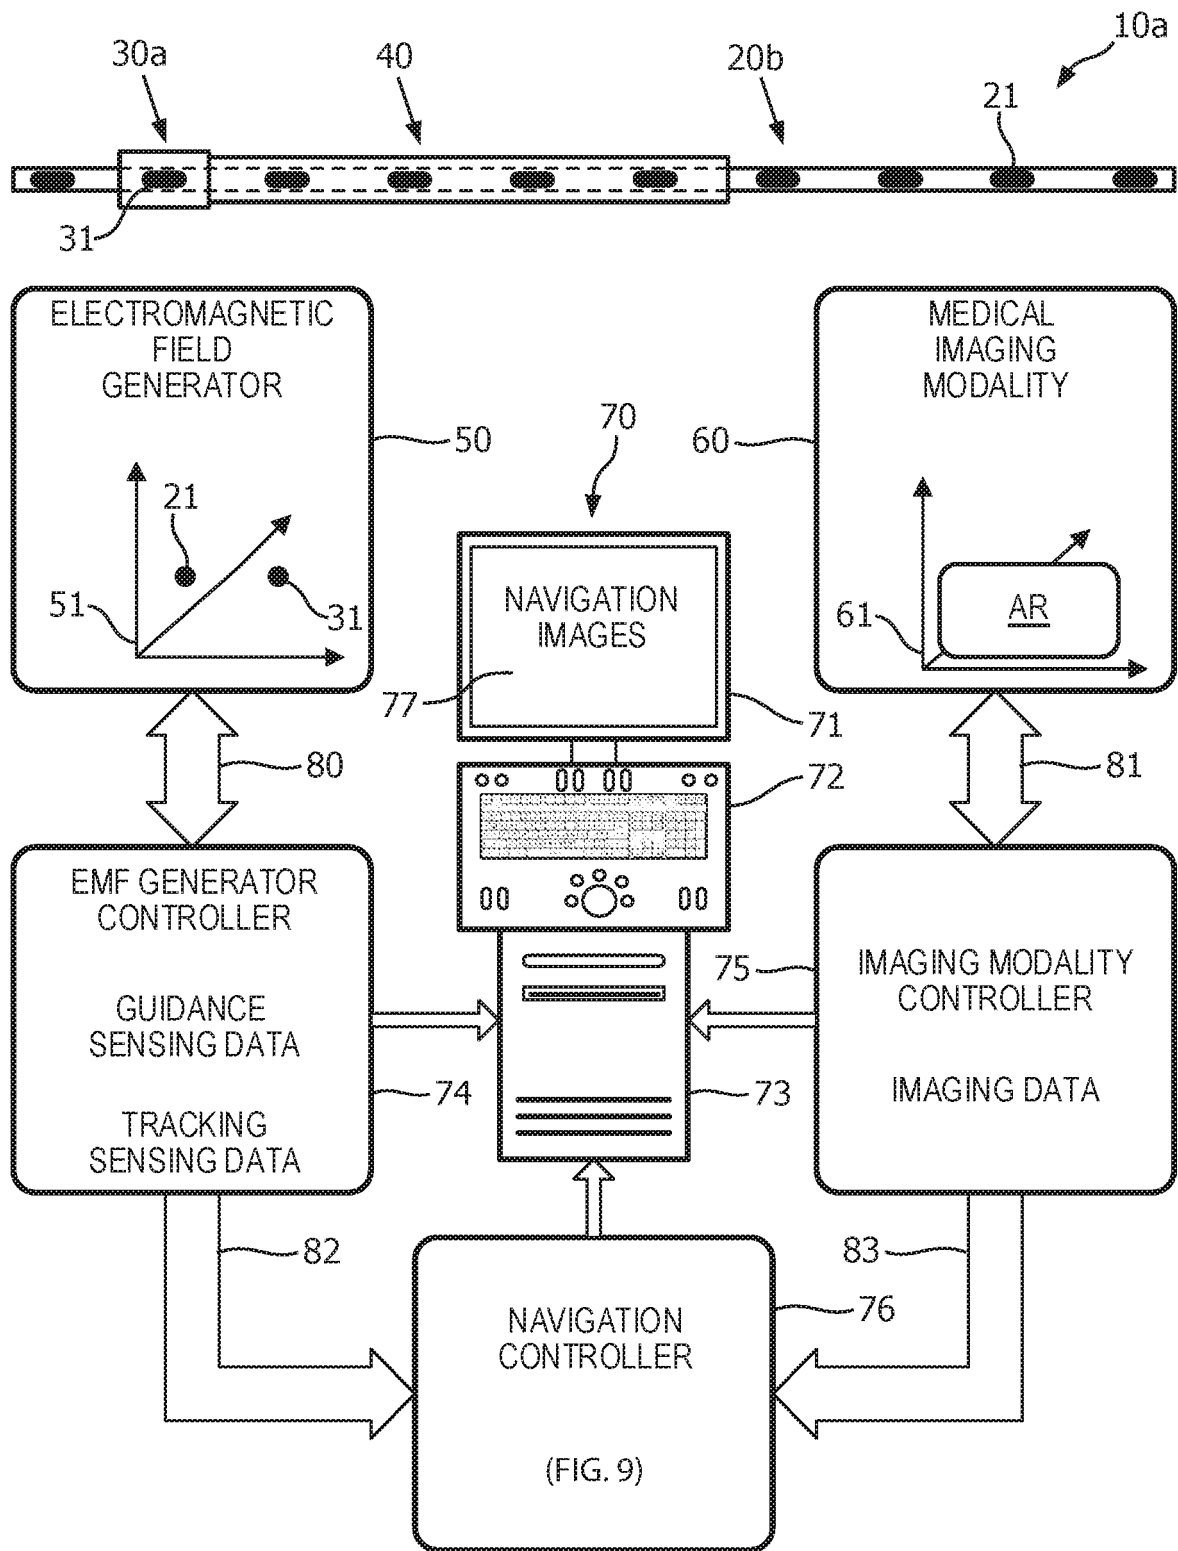 10a
30a
40
20b
21
31
ELECTROMAGNETIC
FIELD
GENERATOR
50
21
51
31
MEDICAL
IMAGING
MODALITY
60
61
AR
70
NAVIGATION
IMAGES
77
71
72
80
81
EMF GENERATOR
CONTROLLER
GUIDANCE
SENSING DATA
TRACKING
SENSING DATA
74
73
75
IMAGING MODALITY
CONTROLLER
IMAGING DATA
82
83
NAVIGATION
CONTROLLER
(FIG. 9)
76